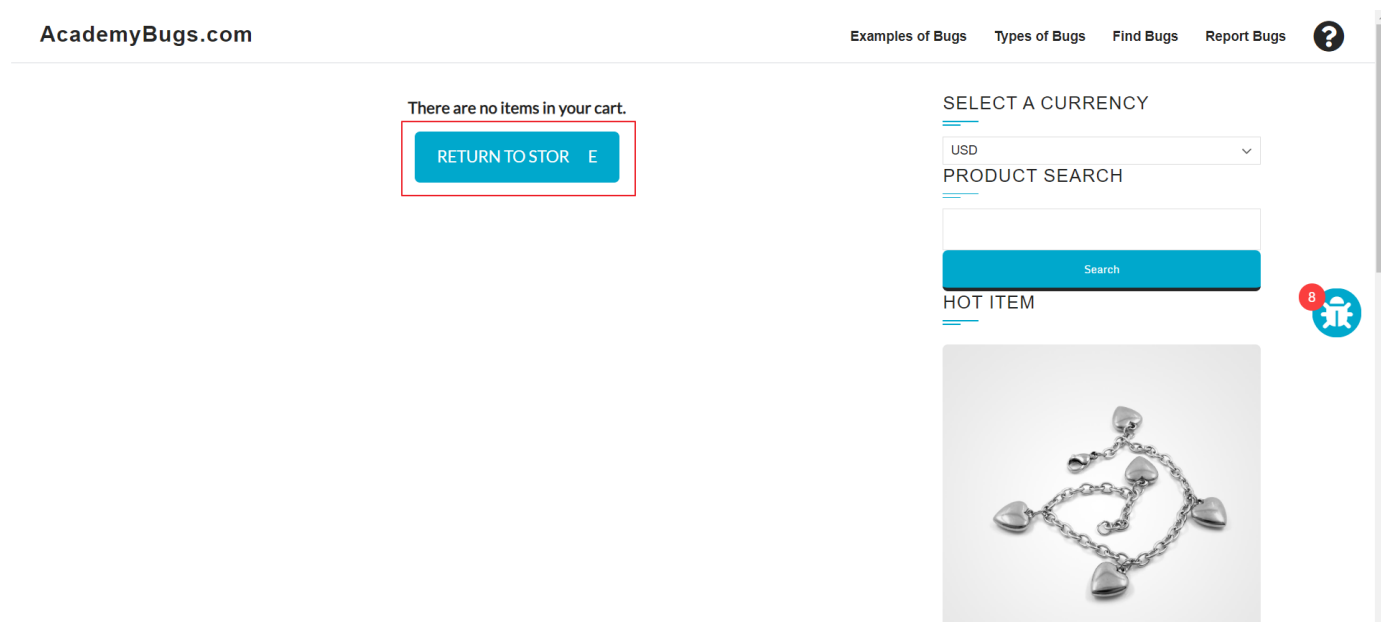 AcademyBugs.com
Examples of Bugs Types of Bugs Find Bugs Report Bugs ?
There are no items in your cart.
RETURN TO STOR E
SELECT A CURRENCY
USD
PRODUCT SEARCH
Search
HOT ITEM
8